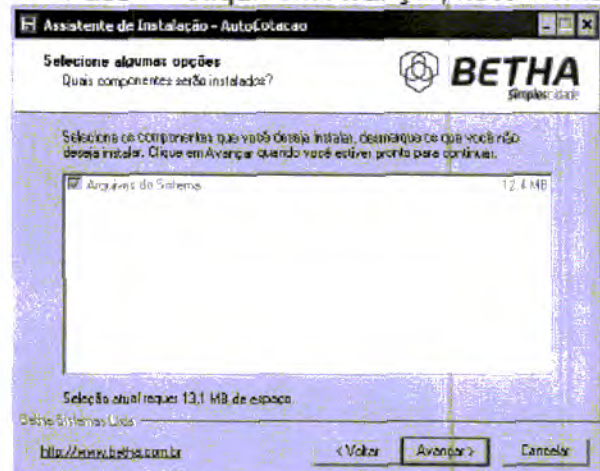 Assistente de Instalação - AutoCotacao
Selecione algumas opções
Quais componentes serão instalados?
BETHA
Simplescidade
Selecione os componentes que você deseja instalar, desmarque os que você não
deseja instalar. Clique em Avançar quando você estiver pronto para continuar.
Arquivos do Sistema 12,4 MB
Seleção atual requer 13,1 MB de espaço.
Betha Sistemas Ltda
http://www.betha.com.br < Voltar Avançar > Cancelar